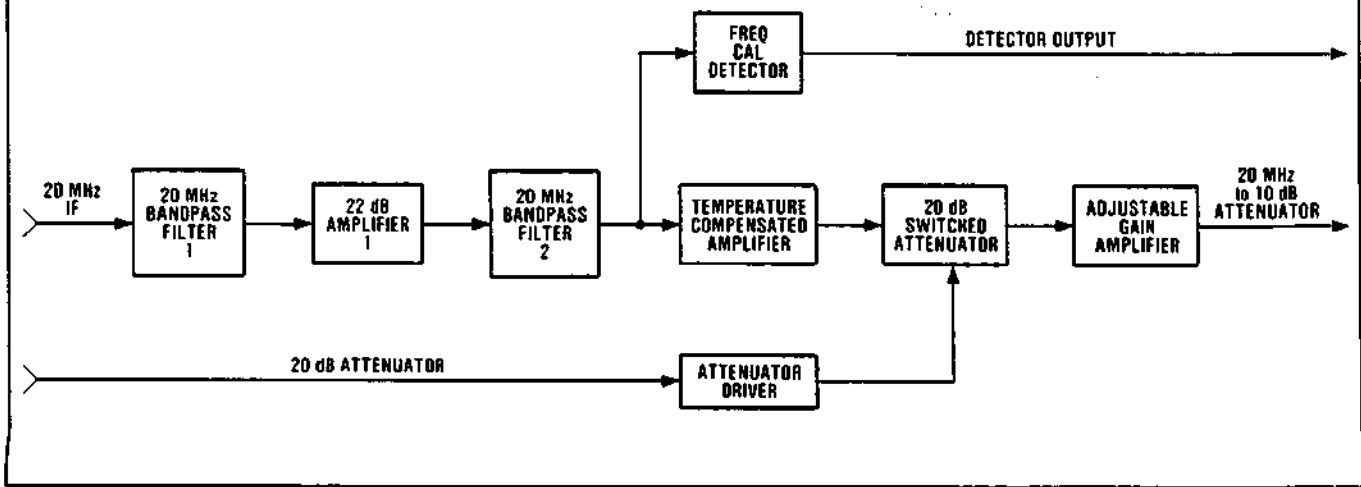 FREQ
CAL
DETECTOR
DETECTOR OUTPUT
20 MHz
IF
20 MHz
BANDPASS
FILTER
1
22 dB
AMPLIFIER
1
20 MHz
BANDPASS
FILTER
2
TEMPERATURE
COMPENSATED
AMPLIFIER
20 dB
SWITCHED
ATTENUATOR
ADJUSTABLE
GAIN
AMPLIFIER
20 MHz
to 10 dB
ATTENUATOR
20 dB ATTENUATOR
ATTENUATOR
DRIVER